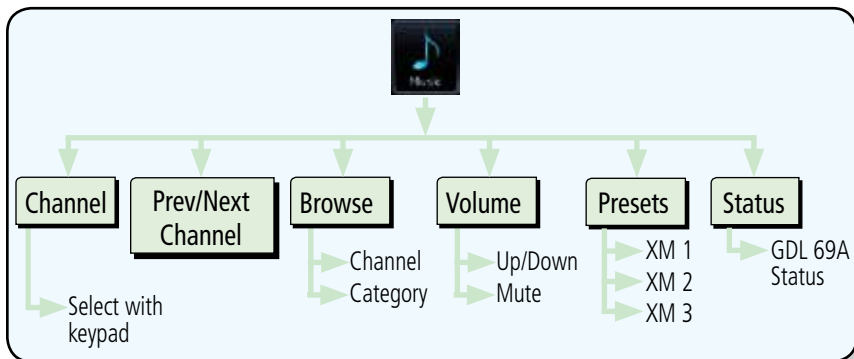 Music
Channel
Prev/Next
Channel
Browse
Volume
Presets
Status
Select with
keypad
Channel
Category
Up/Down
Mute
XM 1
XM 2
XM 3
GDL 69A
Status